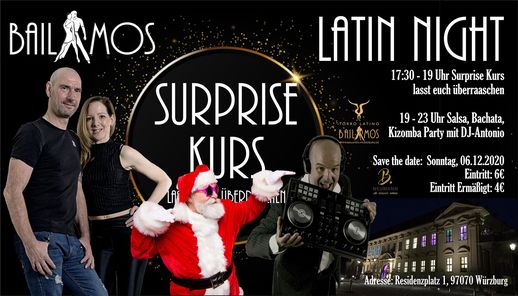 BAILAMOS
LATIN NIGHT
17:30 - 19 Uhr Surprise Kurs
lasst euch überraaschen
SURPRISE
KURS
TORRO LATINO
BAILAMOS
19 - 23 Uhr Salsa, Bachata,
Kizomba Party mit DJ-Antonio
Save the date: Sonntag, 06.12.2020
Eintritt: 6€
Eintritt Ermäßigt: 4€
Adresse: Residenzplatz 1, 97070 Würzburg